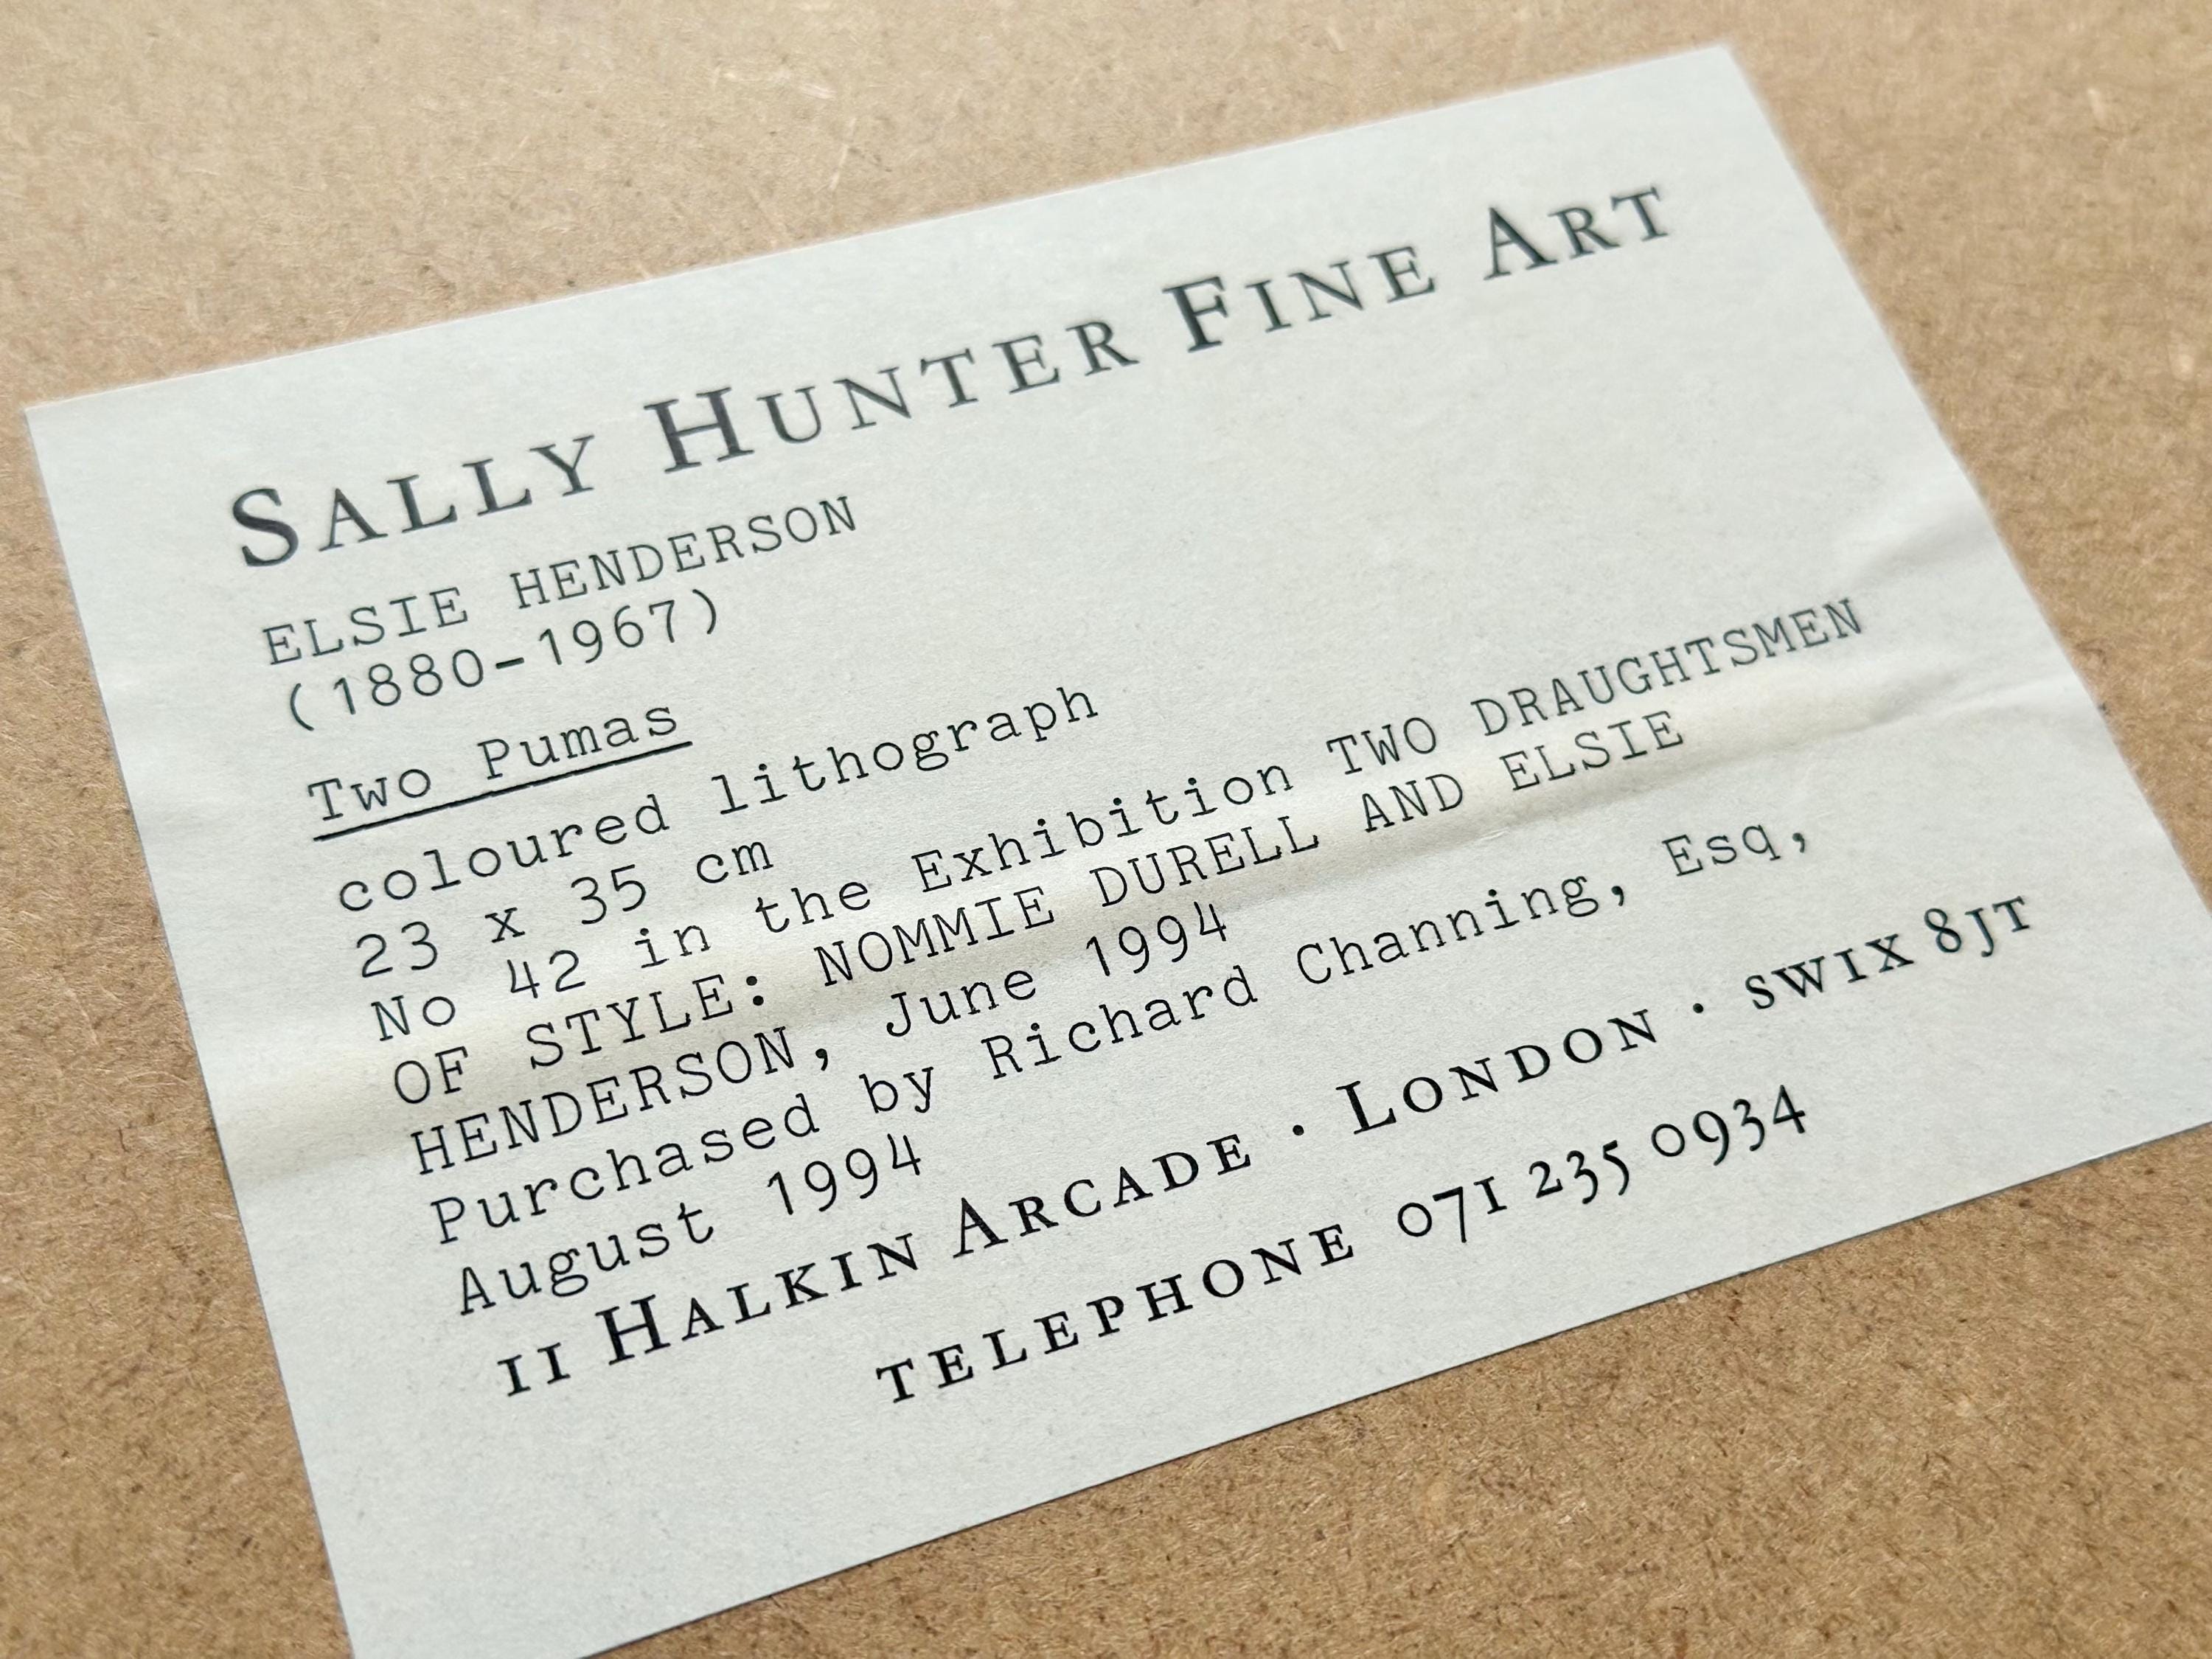 SALLY HUNTER FINE ART
ELSIE HENDERSON
(1880-1967)
Two Pumas
coloured lithograph
23 x 35 cm
No 42 in the Exhibition TWO DRAUGHTSMEN
OF STYLE: NOMMIE DURELL AND ELSIE
HENDERSON, June 1994
Purchased by Richard Channing, Esq,
August 1994
11 HALKIN ARCADE · LONDON · SW1X 8JT
TELEPHONE 071 235 0934